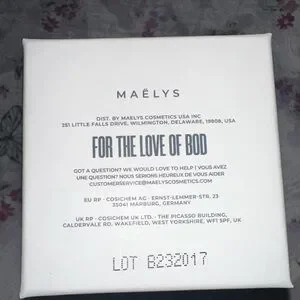 MAËLYS
DIST. BY MAELYS COSMETICS USA INC
251 LITTLE FALLS DRIVE, WILMINGTON, DELAWARE, 19808, USA
FOR THE LOVE OF BOD
GOT A QUESTION? WE WOULD LOVE TO HELP / VOUS AVEZ
UNE QUESTION? NOUS SERIONS HEUREUX DE VOUS AIDER
CUSTOMERSERVICE@MAELYSCOSMETICS.COM
EU RP - COSICHEM AG - ERNST-LEMMER-STR. 23
35041 MARBURG, GERMANY
UK RP - COSICHEM UK LTD. - THE PICASSO BUILDING,
CALDERVALE RD, WAKEFIELD, WEST YORKSHIRE, WF1 5PF, UK
LOT B232017